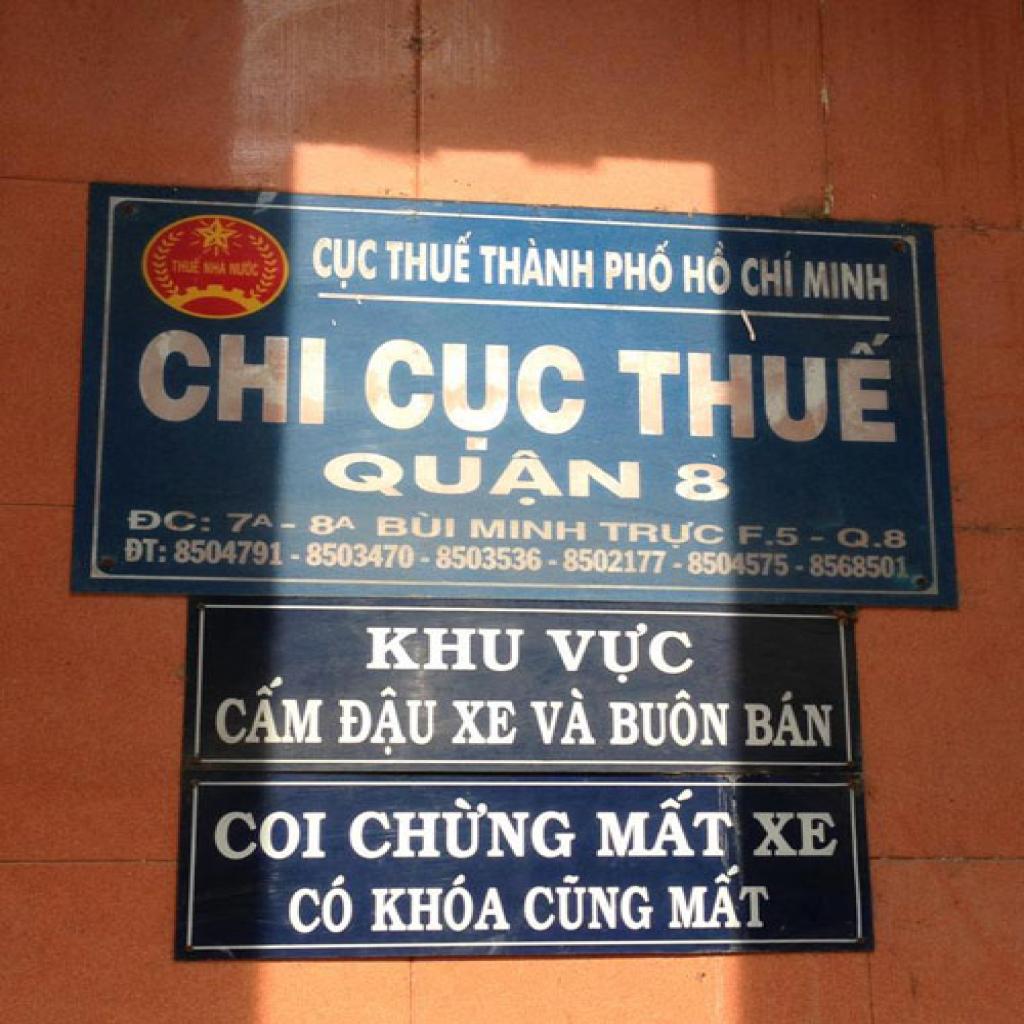 THUẾ NHÀ NƯỚC
CỤC THUẾ THÀNH PHỐ HỒ CHÍ MINH
CHI CỤC THUẾ
QUẬN 8
ĐC: 7A - 8A BÙI MINH TRỰC F.5 - Q.8
ĐT: 8504791 - 8503470 - 8503536 - 8502177 - 8504575 - 8568501
KHU VỰC
CẤM ĐẬU XE VÀ BUÔN BÁN
COI CHỪNG MẤT XE
CÓ KHÓA CŨNG MẤT